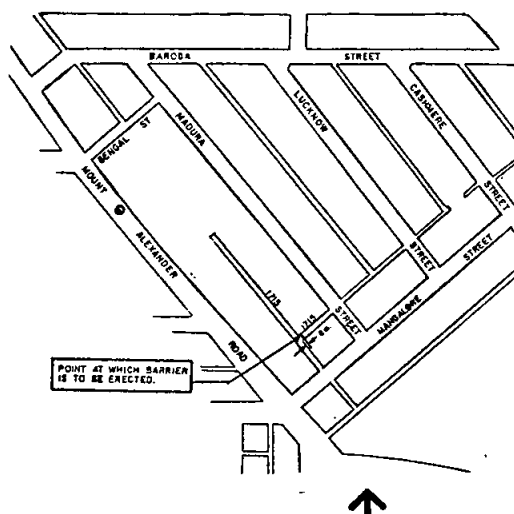 BARODA STREET
BENGAL ST
MADURA STREET
LUCKNOW STREET
CASHMERE STREET
MOUNT ALEXANDER ROAD
MANGALORE STREET
1715
1715
POINT AT WHICH BARRIER
IS TO BE ERECTED.